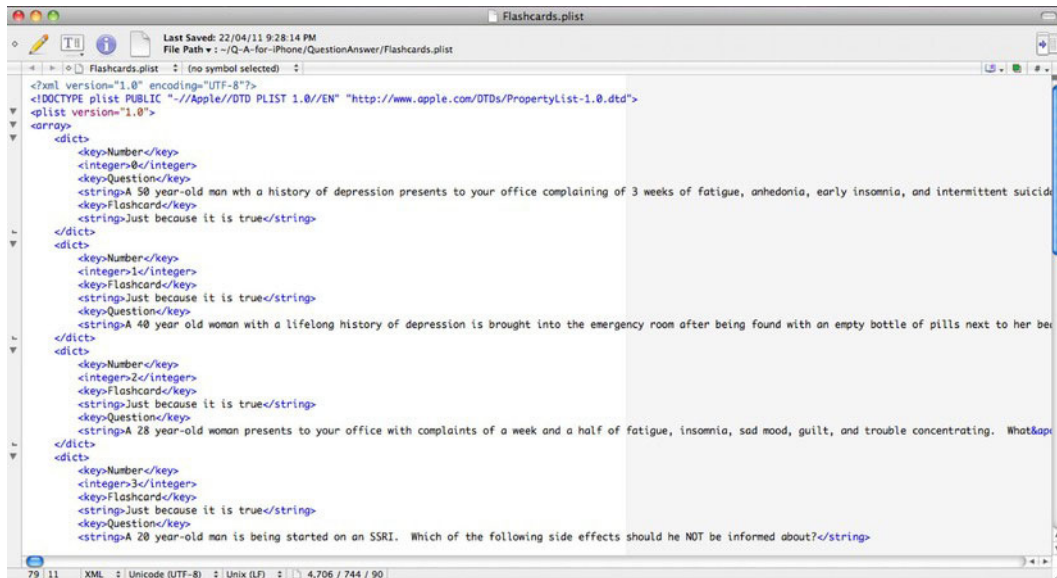 Flashcards.plist
Last Saved: 22/04/11 9:28:14 PM
File Path ▾ : ~/Q-A-for-iPhone/QuestionAnswer/Flashcards.plist
Flashcards.plist (no symbol selected)
<?xml version="1.0" encoding="UTF-8"?>
<!DOCTYPE plist PUBLIC "-//Apple//DTD PLIST 1.0//EN" "http://www.apple.com/DTDs/PropertyList-1.0.dtd">
<plist version="1.0">
<array>
<dict>
<key>Number</key>
<integer>0</integer>
<key>Question</key>
<string>A 50 year-old man wth a history of depression presents to your office complaining of 3 weeks of fatigue, anhedonia, early insomnia, and intermittent suicid
<key>Flashcard</key>
<string>Just because it is true</string>
</dict>
<dict>
<key>Number</key>
<integer>1</integer>
<key>Flashcard</key>
<string>Just because it is true</string>
<key>Question</key>
<string>A 40 year old woman with a lifelong history of depression is brought into the emergency room after being found with an empty bottle of pills next to her be
</dict>
<dict>
<key>Number</key>
<integer>2</integer>
<key>Flashcard</key>
<string>Just because it is true</string>
<key>Question</key>
<string>A 28 year-old woman presents to your office with complaints of a week and a half of fatigue, insomnia, sad mood, guilt, and trouble concentrating.  What&apo
</dict>
<dict>
<key>Number</key>
<integer>3</integer>
<key>Flashcard</key>
<string>Just because it is true</string>
<key>Question</key>
<string>A 20 year-old man is being started on an SSRI.  Which of the following side effects should he NOT be informed about?</string>
79 11 XML Unicode (UTF-8) Unix (LF) 4,706 / 744 / 90